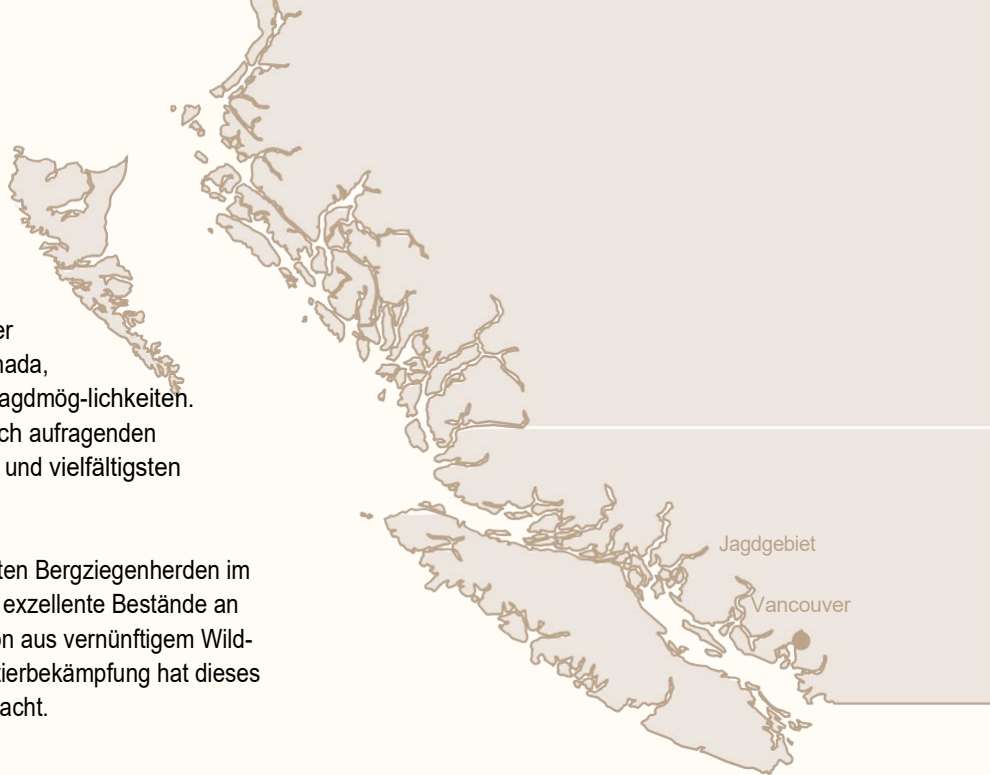 er
nada,
agdmög-lichkeiten.
ch aufragenden
und vielfältigsten
ten Bergziegenherden im
exzellente Bestände an
on aus vernünftigem Wild-
tierbekämpfung hat dieses
acht.
Jagdgebiet
Vancouver